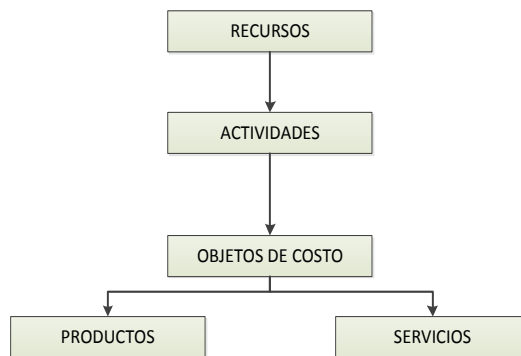 RECURSOS
ACTIVIDADES
OBJETOS DE COSTO
PRODUCTOS
SERVICIOS